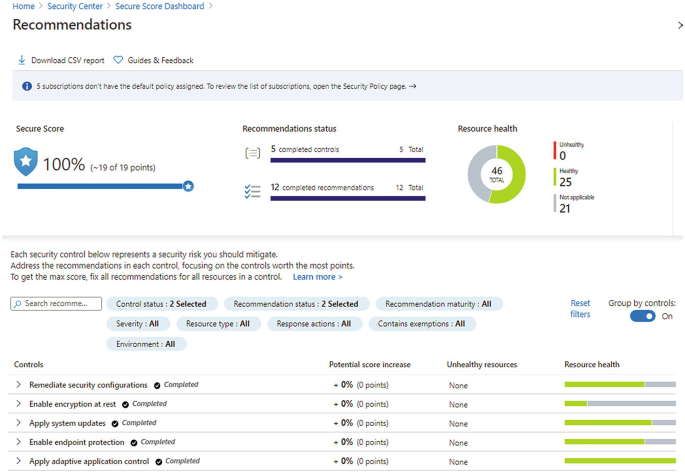 Home > Security Center > Secure Score Dashboard >
Recommendations
Download CSV report Guides & Feedback
5 subscriptions don't have the default policy assigned. To review the list of subscriptions, open the Security Policy page. →
Secure Score
100% (~19 of 19 points)
Recommendations status
5 completed controls 5 Total
12 completed recommendations 12 Total
Resource health
46
TOTAL
Unhealthy
0
Healthy
25
Not applicable
21
Each security control below represents a security risk you should mitigate.
Address the recommendations in each control, focusing on the controls worth the most points.
To get the max score, fix all recommendations for all resources in a control. Learn more >
Search recomme...
Control status : 2 Selected
Recommendation status : 2 Selected
Recommendation maturity : All
Severity : All
Resource type : All
Response actions : All
Contains exemptions : All
Environment : All
Reset
filters
Group by controls:
On
Controls Potential score increase Unhealthy resources Resource health
Remediate security configurations Completed + 0% (0 points) None
Enable encryption at rest Completed + 0% (0 points) None
Apply system updates Completed + 0% (0 points) None
Enable endpoint protection Completed + 0% (0 points) None
Apply adaptive application control Completed + 0% (0 points) None